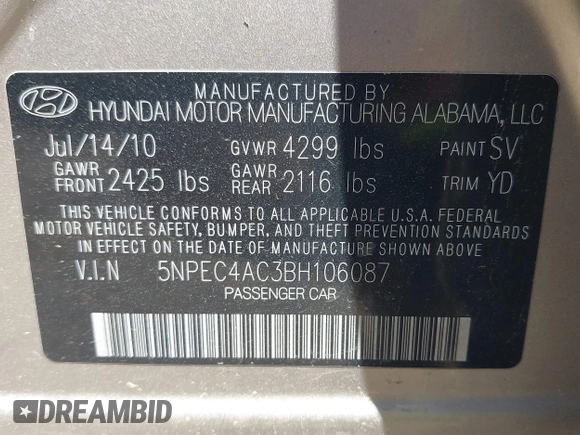 MANUFACTURED BY
HYUNDAI MOTOR MANUFACTURING ALABAMA, LLC
Jul/14/10 GVWR 4299 lbs PAINT SV
GAWR FRONT 2425 lbs GAWR REAR 2116 lbs TRIM YD
THIS VEHICLE CONFORMS TO ALL APPLICABLE U.S.A. FEDERAL
MOTOR VEHICLE SAFETY, BUMPER, AND THEFT PREVENTION STANDARDS
IN EFFECT ON THE DATE OF MANUFACTURE SHOWN ABOVE.
V.I.N 5NPEC4AC3BH106087
PASSENGER CAR
DREAMBID